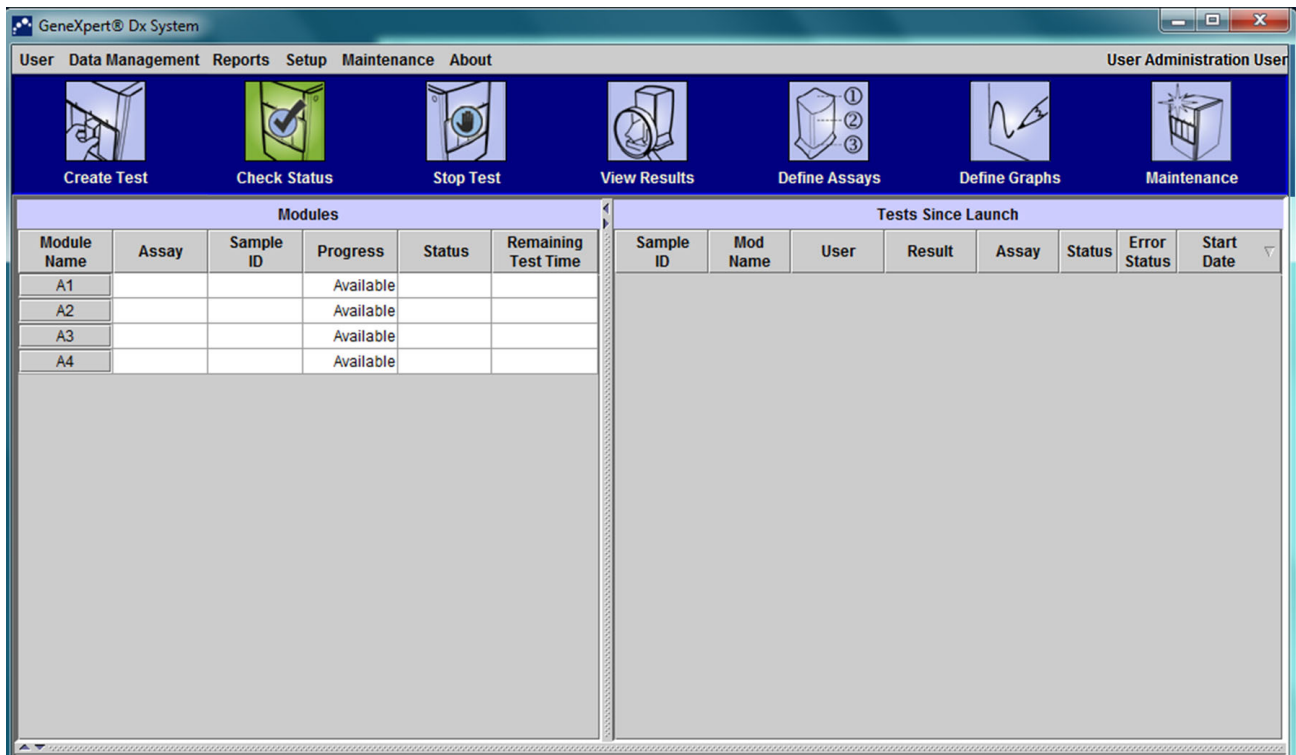 GeneXpert® Dx System
User Data Management Reports Setup Maintenance About User Administration User
① 
② 
③
Create Test Check Status Stop Test View Results Define Assays Define Graphs Maintenance
Modules Tests Since Launch
Module Name Assay Sample ID Progress Status Remaining Test Time Sample ID Mod Name User Result Assay Status Error Status Start Date
A1 Available
A2 Available
A3 Available
A4 Available